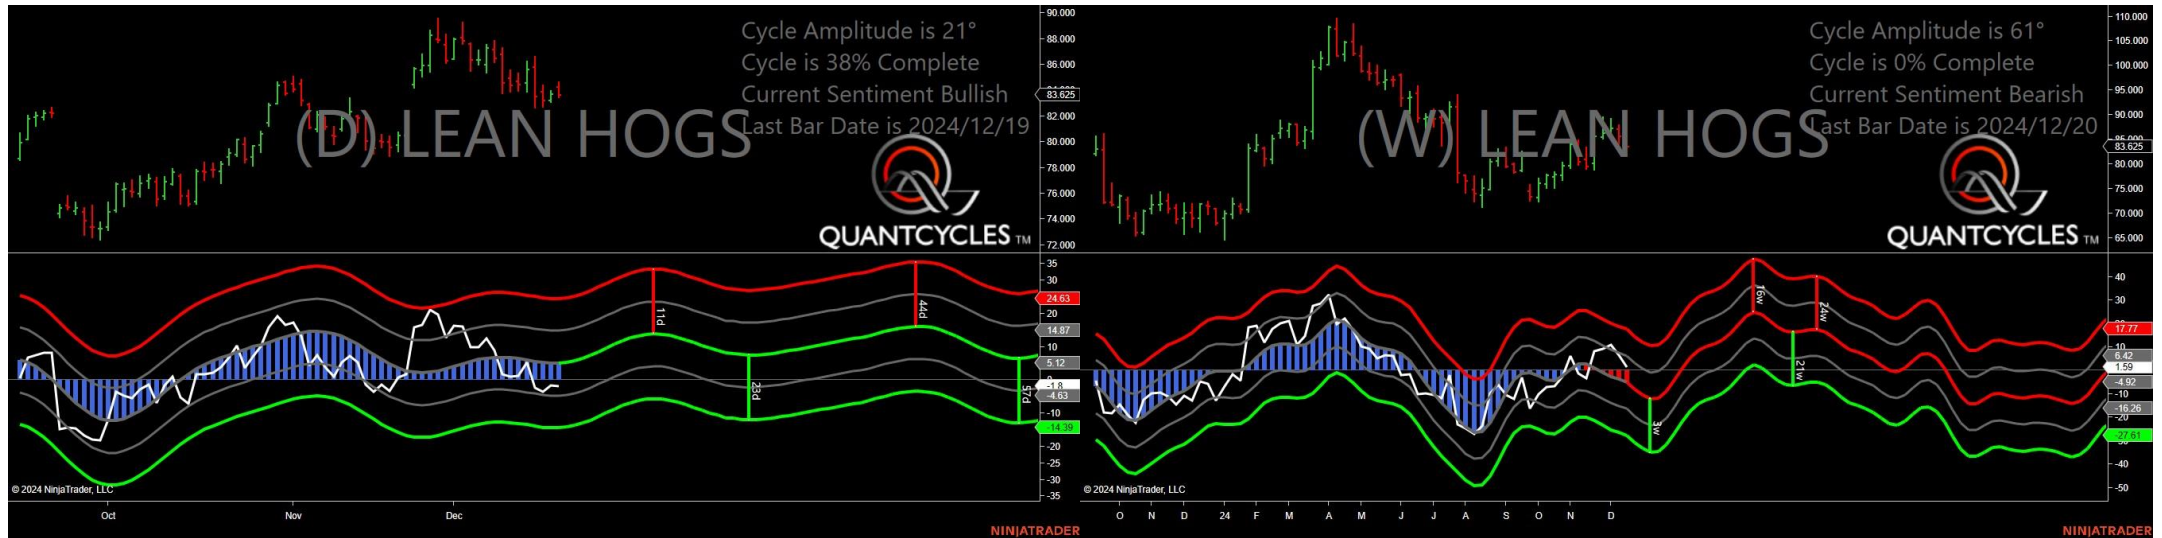 90.000
88.000
86.000
83.625
82.000
80.000
78.000
76.000
74.000
72.000
Cycle Amplitude is 21°
Cycle is 38% Complete
Current Sentiment Bullish
Last Bar Date is 2024/12/19
(D) LEAN HOGS
QUANTCYCLES TM
35
30
24.63
20
14.87
10
5.12
-1.8
-4.63
-10
-14.39
-20
-25
-30
-35
11d
23d
44d
57d
© 2024 NinjaTrader, LLC
Oct Nov Dec
NINJATRADER
110.000
105.000
100.000
95.000
90.000
85.000
83.625
80.000
75.000
70.000
65.000
Cycle Amplitude is 61°
Cycle is 0% Complete
Current Sentiment Bearish
Last Bar Date is 2024/12/20
(W) LEAN HOGS
QUANTCYCLES TM
40
30
17.77
10
6.42
1.59
-4.92
-10
-16.26
-20
-27.61
-40
-50
3w
16w
21w
24w
© 2024 NinjaTrader, LLC
O N D 24 F M A M J J A S O N D
NINJATRADER